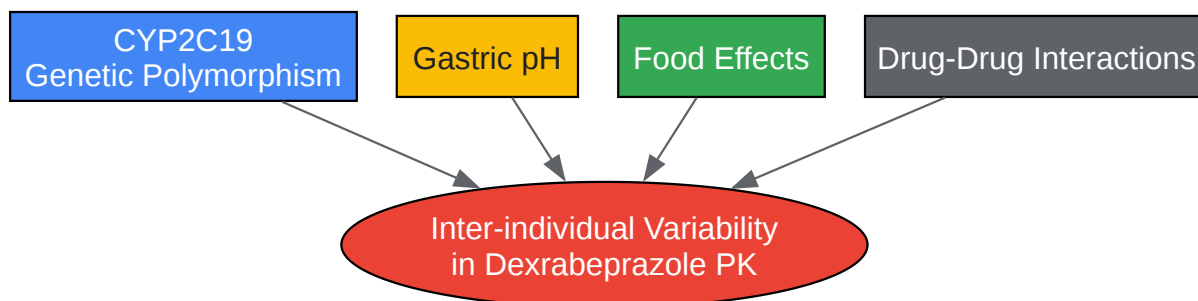 CYP2C19
Genetic Polymorphism
Gastric pH
Food Effects
Drug-Drug Interactions
Inter-individual Variability
in Dexrabeprazole PK